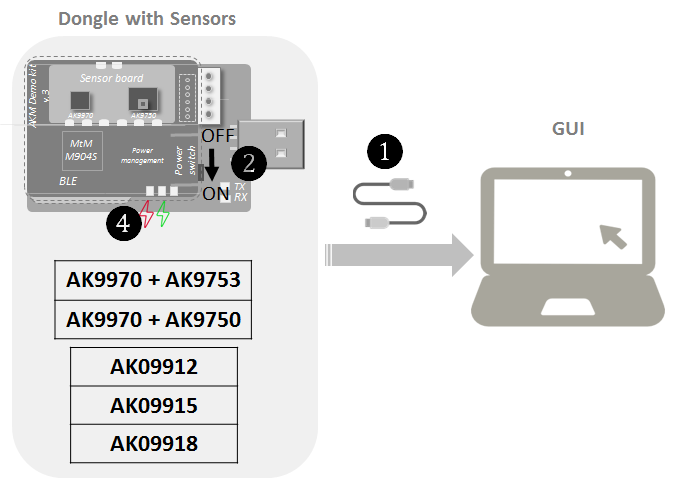 Dongle with Sensors
AKM Demo kit
v.3
Sensor board
AK9970
AK9750
MtM
M904S
Power
management
Power
switch
BLE
OFF
ON
TX
RX
2
4
1
GUI
AK9970 + AK9753
AK9970 + AK9750
AK09912
AK09915
AK09918